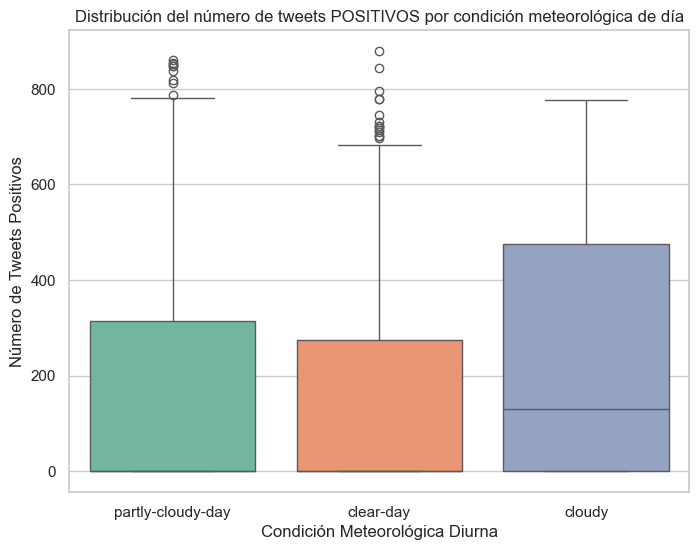 Distribución del número de tweets POSITIVOS por condición meteorológica de día
Número de Tweets Positivos
800
600
400
200
0
partly-cloudy-day
clear-day
cloudy
Condición Meteorológica Diurna